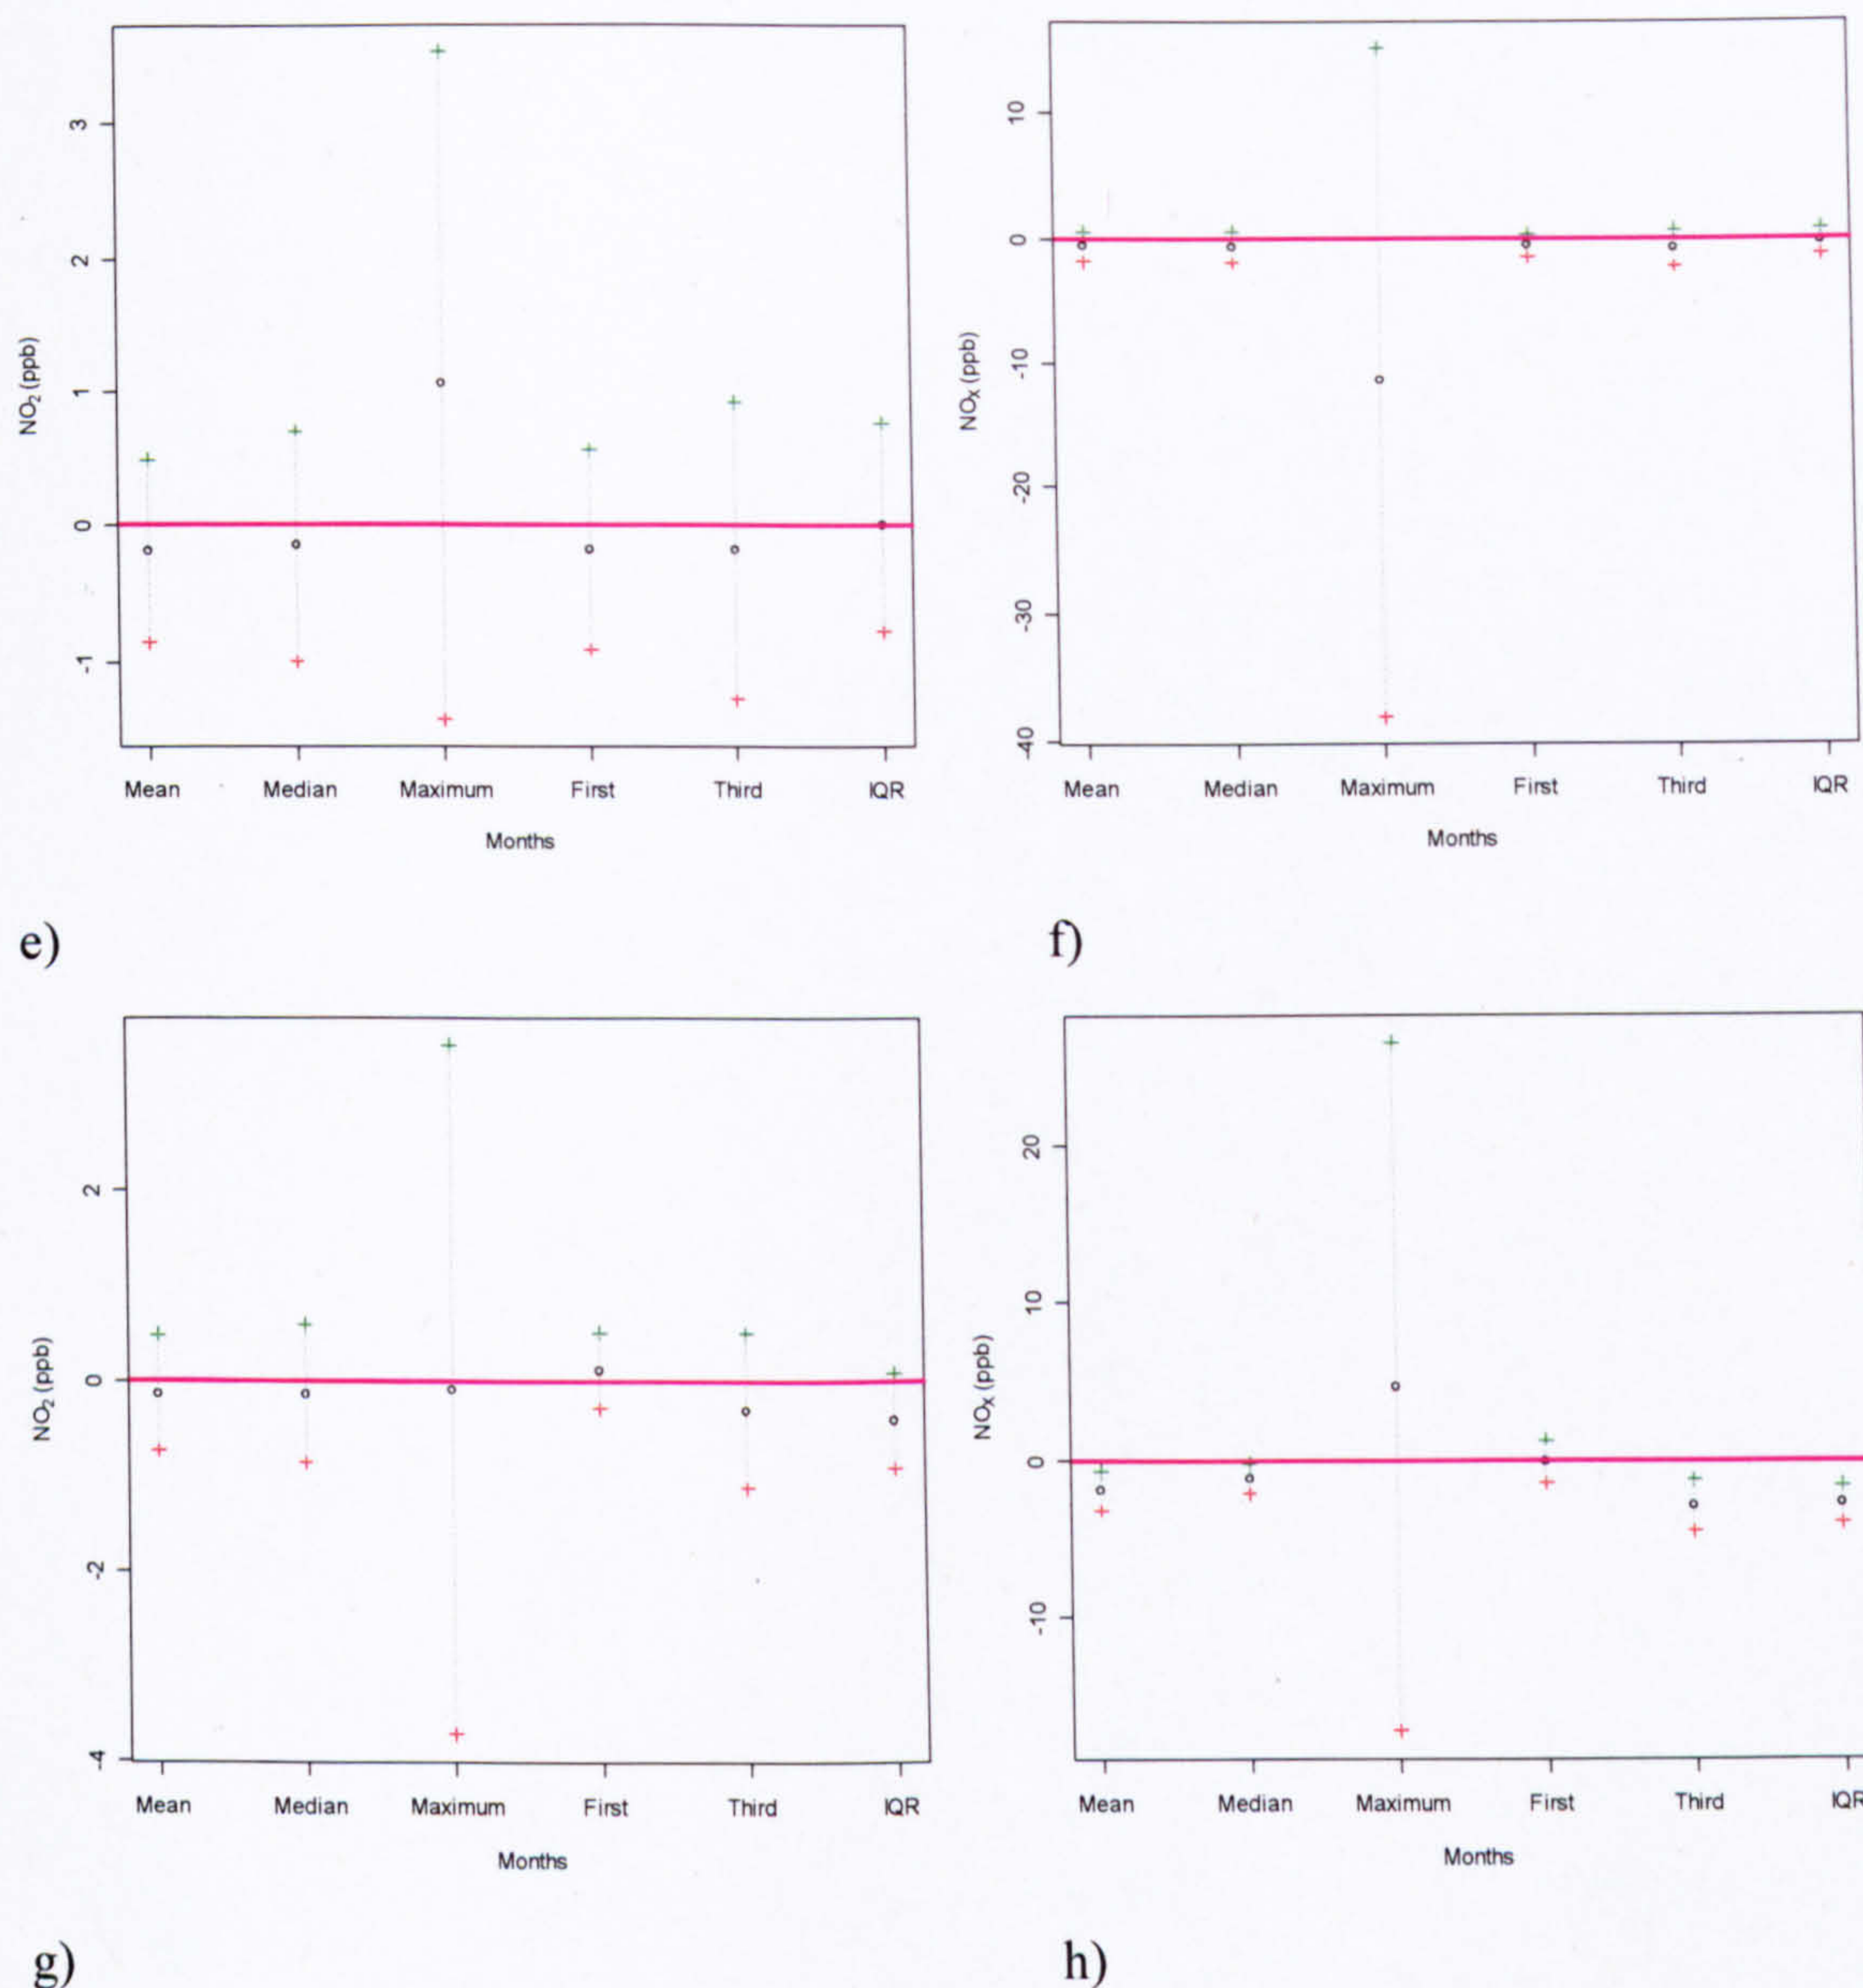 3
2
1
0
-1
NO₂ (ppb)
Mean Median Maximum First Third IQR
Months
10
0
-10
-20
-30
-40
NOX (ppb)
Mean Median Maximum First Third IQR
Months
e)
f)
2
0
-2
-4
NO₂ (ppb)
Mean Median Maximum First Third IQR
Months
20
10
0
-10
NOX (ppb)
Mean Median Maximum First Third IQR
Months
g)
h)